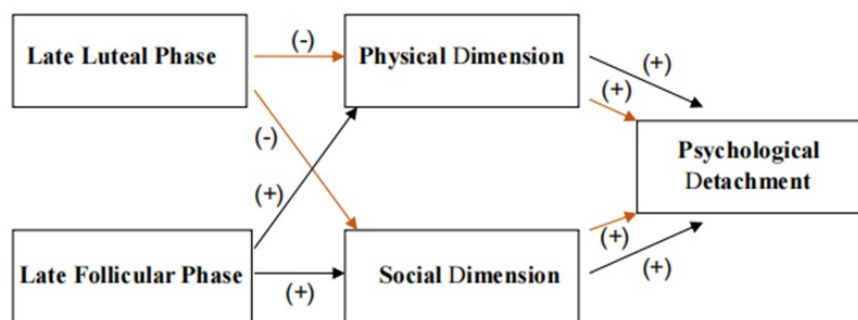 Late Luteal Phase
(-)
Physical Dimension
(+)
(+)
(-)
Psychological
Detachment
(+)
(+)
Late Follicular Phase
(+)
Social Dimension
(+)